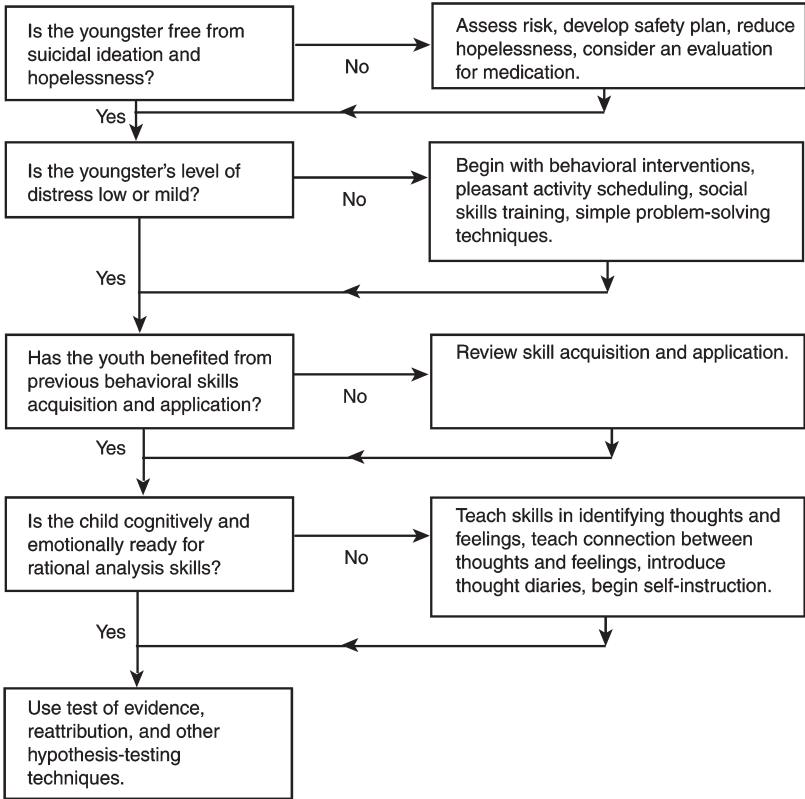 Is the youngster free from
suicidal ideation and
hopelessness?
No
Assess risk, develop safety plan, reduce
hopelessness, consider an evaluation
for medication.
Yes
Is the youngster's level of
distress low or mild?
No
Begin with behavioral interventions,
pleasant activity scheduling, social
skills training, simple problem-solving
techniques.
Yes
Has the youth benefited from
previous behavioral skills
acquisition and application?
No
Review skill acquisition and application.
Yes
Is the child cognitively and
emotionally ready for
rational analysis skills?
No
Teach skills in identifying thoughts and
feelings, teach connection between
thoughts and feelings, introduce
thought diaries, begin self-instruction.
Yes
Use test of evidence,
reattribution, and other
hypothesis-testing
techniques.